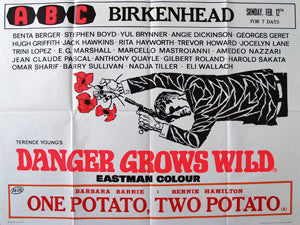 ABC BIRKENHEAD SUNDAY, FEB. 12TH
FOR 7 DAYS
SENTA BERGER · STEPHEN BOYD · YUL BRYNNER · ANGIE DICKINSON · GEORGES GERET
HUGH GRIFFITH · JACK HAWKINS · RITA HAYWORTH · TREVOR HOWARD · JOCELYN LANE
TRINI LOPEZ · E.G. MARSHALL · MARCELLO MASTROIANNI · AMEDEO NAZZARI
JEAN CLAUDE PASCAL · ANTHONY QUAYLE · GILBERT ROLAND · HAROLD SAKATA
OMAR SHARIF · BARRY SULLIVAN · NADJA TILLER · ELI WALLACH
TERENCE YOUNG'S
DANGER GROWS WILD
EASTMAN COLOUR
BARBARA BARRIE BERNIE HAMILTON
ONE POTATO, TWO POTATO